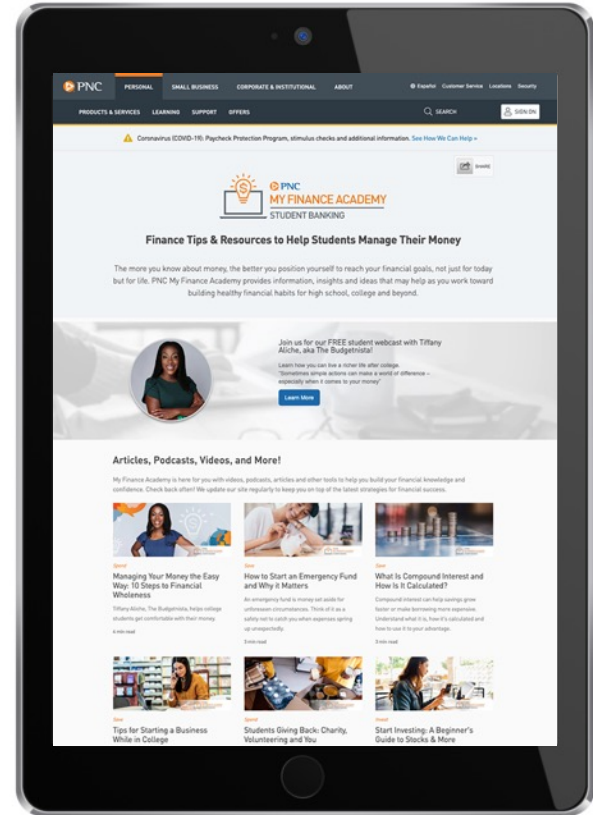 PNC
PERSONAL SMALL BUSINESS CORPORATE & INSTITUTIONAL ABOUT
Español Customer Service Locations Security
PRODUCTS & SERVICES LEARNING SUPPORT OFFERS
SEARCH
SIGN ON
Coronavirus (COVID-19): Paycheck Protection Program, stimulus checks and additional information. See How We Can Help »
SHARE
PNC
MY FINANCE ACADEMY
STUDENT BANKING
Finance Tips & Resources to Help Students Manage Their Money
The more you know about money, the better you position yourself to reach your financial goals, not just for today
but for life. PNC My Finance Academy provides information, insights and ideas that may help as you work toward
building healthy financial habits for high school, college and beyond.
Join us for our FREE student webcast with Tiffany
Aliche, aka The Budgetnista!
Learn how you can live a richer life after college.
"Sometimes simple actions can make a world of difference –
especially when it comes to your money"
Learn More
Articles, Podcasts, Videos, and More!
My Finance Academy is here for you with videos, podcasts, articles and other tools to help you build your financial knowledge and
confidence. Check back often! We update our site regularly to keep you on top of the latest strategies for financial success.
Spend
Managing Your Money the Easy
Way: 10 Steps to Financial
Wholeness
Tiffany Aliche, The Budgetnista, helps college
students get comfortable with their money
4 min read
Save
How to Start an Emergency Fund
and Why it Matters
An emergency fund is money set aside for
unforeseen circumstances. Think of it as a
safety net to catch you when expenses spring
up unexpectedly.
5 min read
Save
What Is Compound Interest and
How Is It Calculated?
Compound interest can help savings grow
faster or make borrowing more expensive.
Understand what it is, how it's calculated and
how to use it to your advantage.
3 min read
Save
Tips for Starting a Business
While in College
Spend
Students Giving Back: Charity,
Volunteering and You
Invest
Start Investing: A Beginner's
Guide to Stocks & More